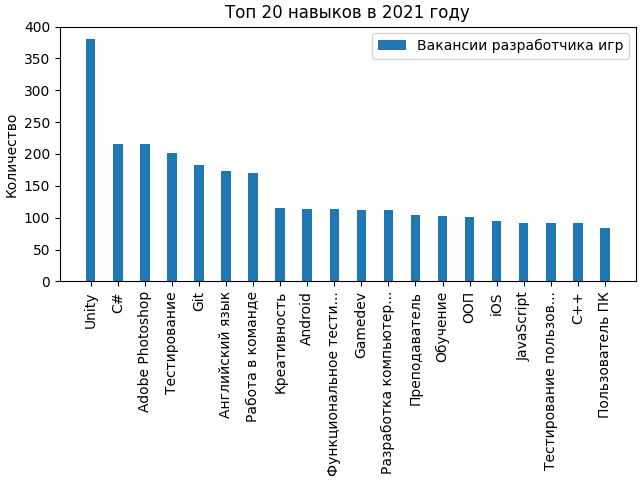 Топ 20 навыков в 2021 году
Вакансии разработчика игр
Количество
400
350
300
250
200
150
100
50
0
Unity
C#
Adobe Photoshop
Тестирование
Git
Английский язык
Работа в команде
Креативность
Android
Функциональное тести...
Gamedev
Разработка компьютер...
Преподаватель
Обучение
ООП
iOS
JavaScript
Тестирование пользов...
C++
Пользователь ПК